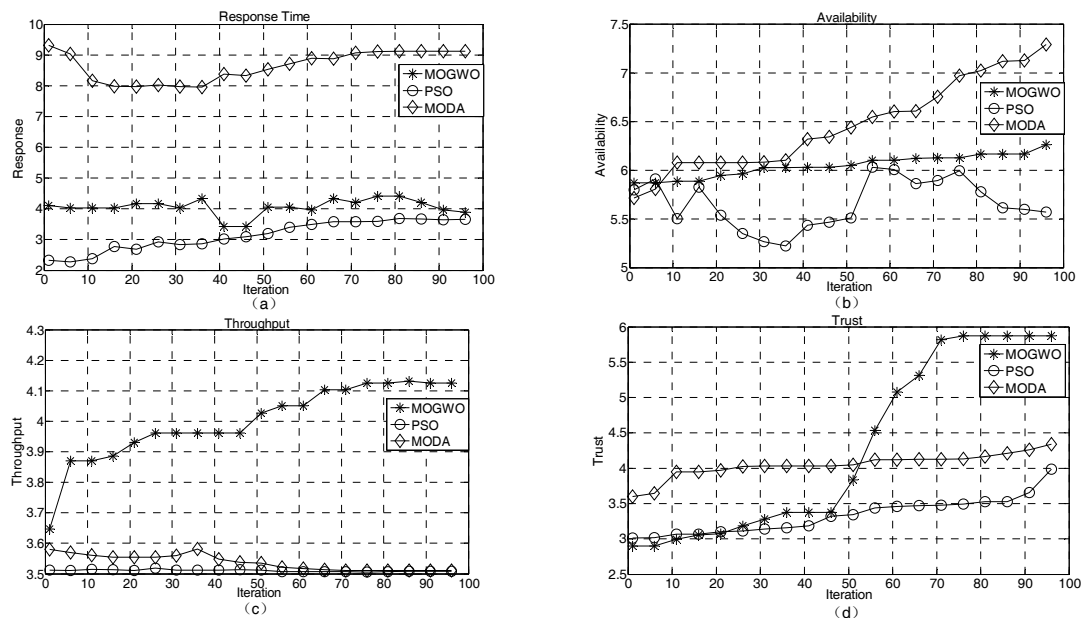 Response Time
10
9
8
7
6
5
4
3
2
Response
MOGWO
PSO
MODA
0 10 20 30 40 50 60 70 80 90 100
Iteration
（a）
Availability
7.5
7
6.5
6
5.5
5
Availability
MOGWO
PSO
MODA
0 10 20 30 40 50 60 70 80 90 100
Iteration
（b）
Throughput
4.3
4.2
4.1
4
3.9
3.8
3.7
3.6
3.5
Throughput
MOGWO
PSO
MODA
0 10 20 30 40 50 60 70 80 90 100
Iteration
（c）
Trust
6
5.5
5
4.5
4
3.5
3
2.5
Trust
MOGWO
PSO
MODA
0 10 20 30 40 50 60 70 80 90 100
Iteration
（d）